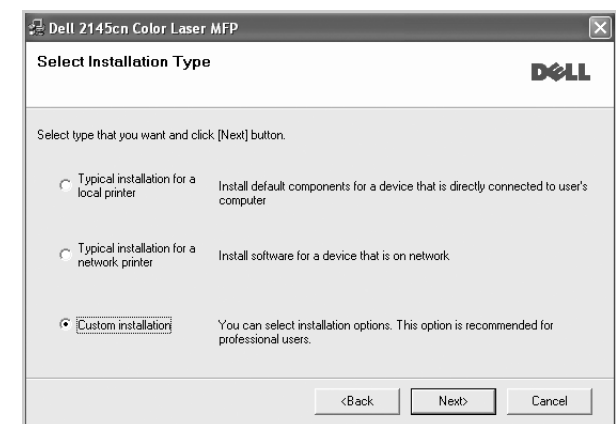 Dell 2145cn Color Laser MFP
Select Installation Type
DELL
Select type that you want and click [Next] button.
Typical installation for a
local printer
Install default components for a device that is directly connected to user's
computer
Typical installation for a
network printer
Install software for a device that is on network
Custom installation
You can select installation options. This option is recommended for
professional users.
<Back
Next>
Cancel